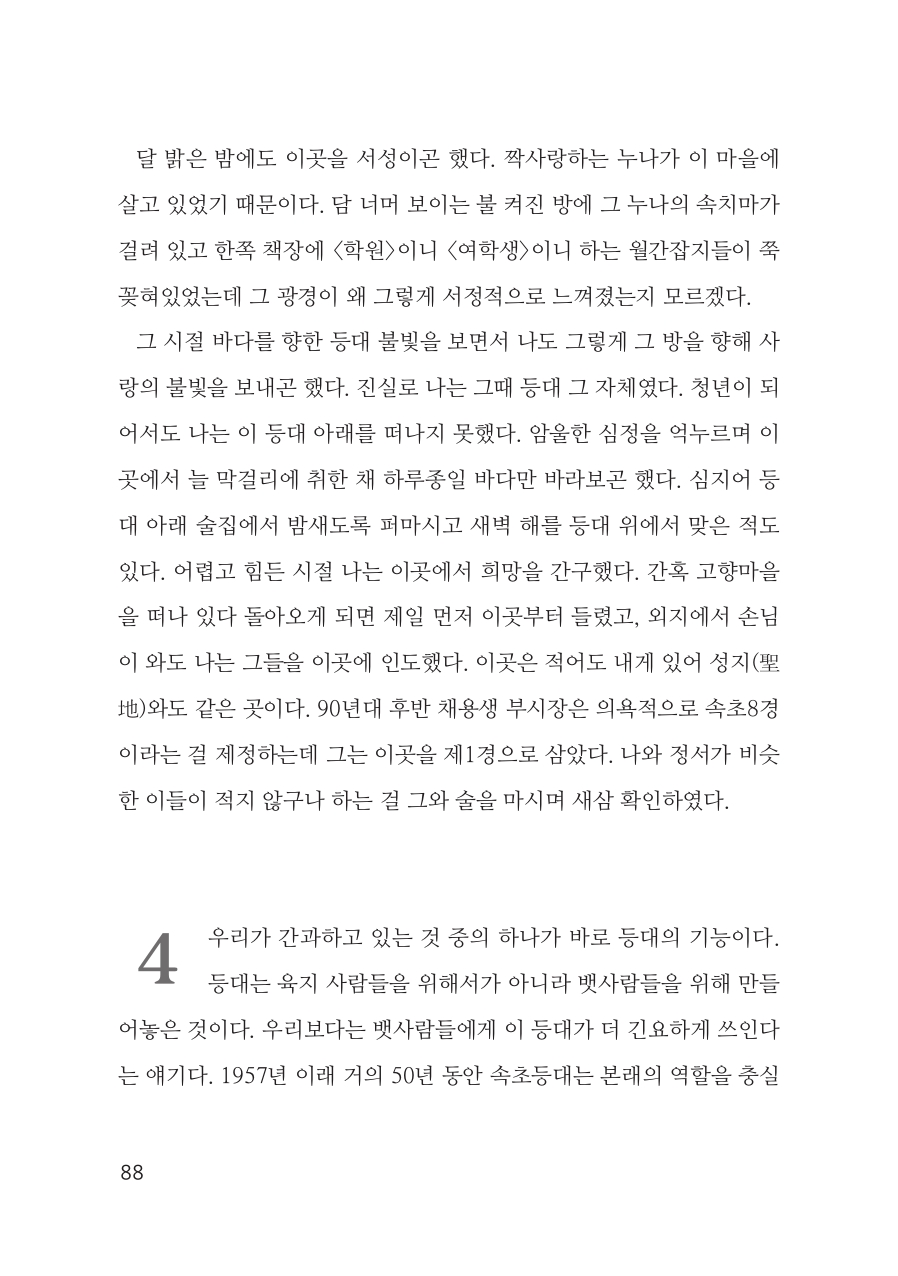 달 밝은 밤에도 이곳을 서성이곤 했다. 짝사랑하는 누나가 이 마을에
살고 있었기 때문이다. 담 너머 보이는 불 켜진 방에 그 누나의 속치마가
걸려 있고 한쪽 책장에 〈학원〉이니 〈여학생〉이니 하는 월간잡지들이 쭉
꽂혀있었는데 그 광경이 왜 그렇게 서정적으로 느껴졌는지 모르겠다.
그 시절 바다를 향한 등대 불빛을 보면서 나도 그렇게 그 방을 향해 사
랑의 불빛을 보내곤 했다. 진실로 나는 그때 등대 그 자체였다. 청년이 되
어서도 나는 이 등대 아래를 떠나지 못했다. 암울한 심정을 억누르며 이
곳에서 늘 막걸리에 취한 채 하루종일 바다만 바라보곤 했다. 심지어 등
대 아래 술집에서 밤새도록 퍼마시고 새벽 해를 등대 위에서 맞은 적도
있다. 어렵고 힘든 시절 나는 이곳에서 희망을 간구했다. 간혹 고향마을
을 떠나 있다 돌아오게 되면 제일 먼저 이곳부터 들렸고, 외지에서 손님
이 와도 나는 그들을 이곳에 인도했다. 이곳은 적어도 내게 있어 성지(聖
地)와도 같은 곳이다. 90년대 후반 채용생 부시장은 의욕적으로 속초8경
이라는 걸 제정하는데 그는 이곳을 제1경으로 삼았다. 나와 정서가 비슷
한 이들이 적지 않구나 하는 걸 그와 술을 마시며 새삼 확인하였다.
4
우리가 간과하고 있는 것 중의 하나가 바로 등대의 기능이다.
등대는 육지 사람들을 위해서가 아니라 뱃사람들을 위해 만들
어놓은 것이다. 우리보다는 뱃사람들에게 이 등대가 더 긴요하게 쓰인다
는 얘기다. 1957년 이래 거의 50년 동안 속초등대는 본래의 역할을 충실
88